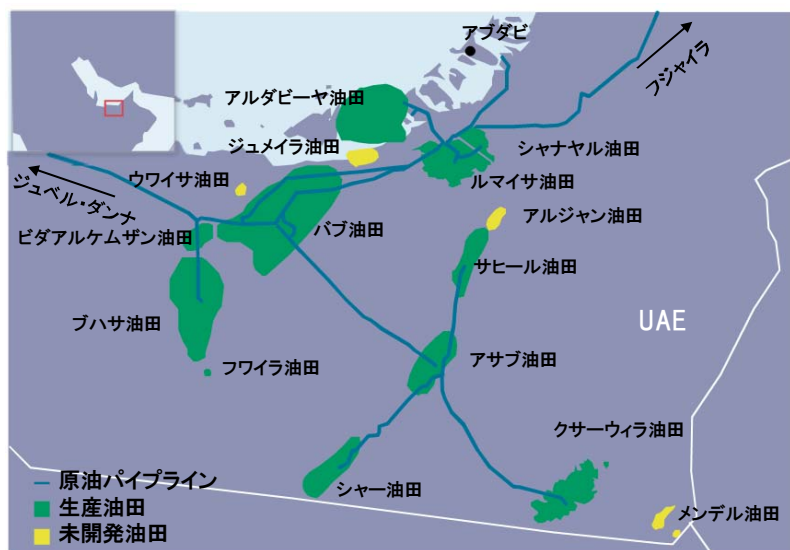 アブダビ
フジャイラ
アルダビーヤ油田
ジュメイラ油田
シャナヤル油田
ウワイサ油田
ルマイサ油田
ジュベル・ダンナ
アルジャン油田
バブ油田
ビダアルケムザン油田
サヒール油田
ブハサ油田
UAE
フワイラ油田
アサブ油田
クサーウィラ油田
原油パイプライン
シャー油田
生産油田
メンデル油田
未開発油田